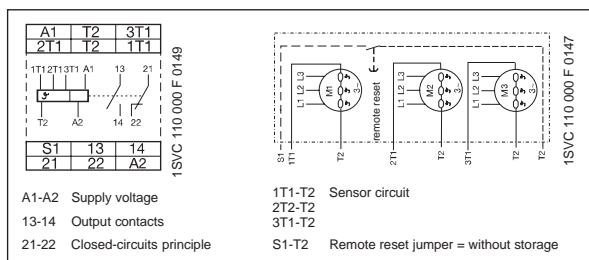 A1 T2 3T1
2T1 T2 1T1
1T1 2T1 3T1 A1 13 21
T2 A2 14 22
S1 13 14
21 22 A2
1SVC 110 000 F 0149
A1-A2 Supply voltage
13-14 Output contacts
21-22 Closed-circuits principle
L1 L2 L3 M1 3~
remote reset
L1 L2 L3 M2 3~
L1 L2 L3 M3 3~
S1 1T1 T2 2T1 T2 3T1 T2 T2
1SVC 110 000 F 0147
1T1-T2 Sensor circuit
2T2-T2
3T1-T2
S1-T2 Remote reset jumper = without storage